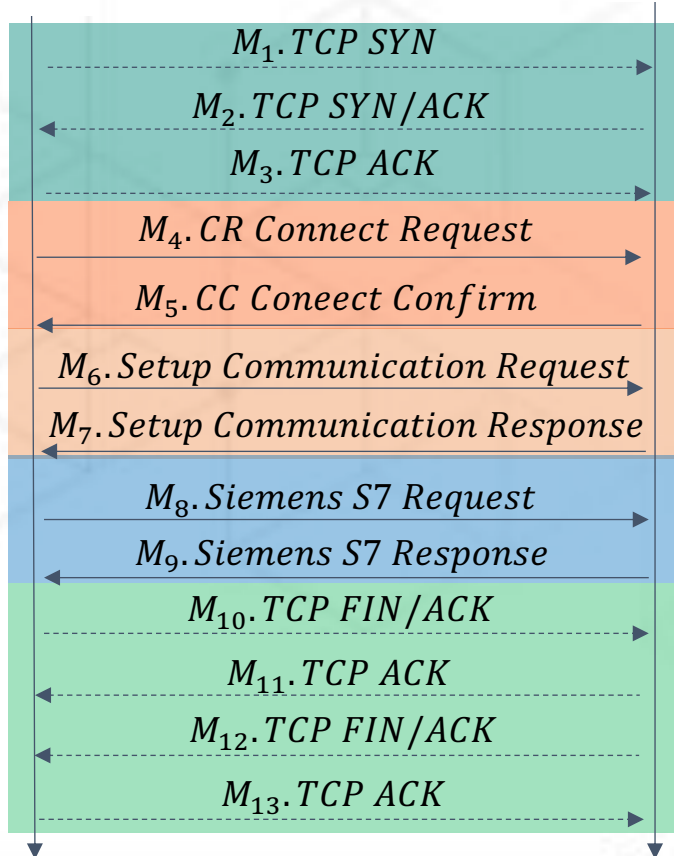 M₁.TCP SYN
M₂.TCP SYN/ACK
M₃.TCP ACK
M₄.CR Connect Request
M₅.CC Coneect Confirm
M₆.Setup Communication Request
M₇.Setup Communication Response
M₈.Siemens S7 Request
M₉.Siemens S7 Response
M₁₀.TCP FIN/ACK
M₁₁.TCP ACK
M₁₂.TCP FIN/ACK
M₁₃.TCP ACK